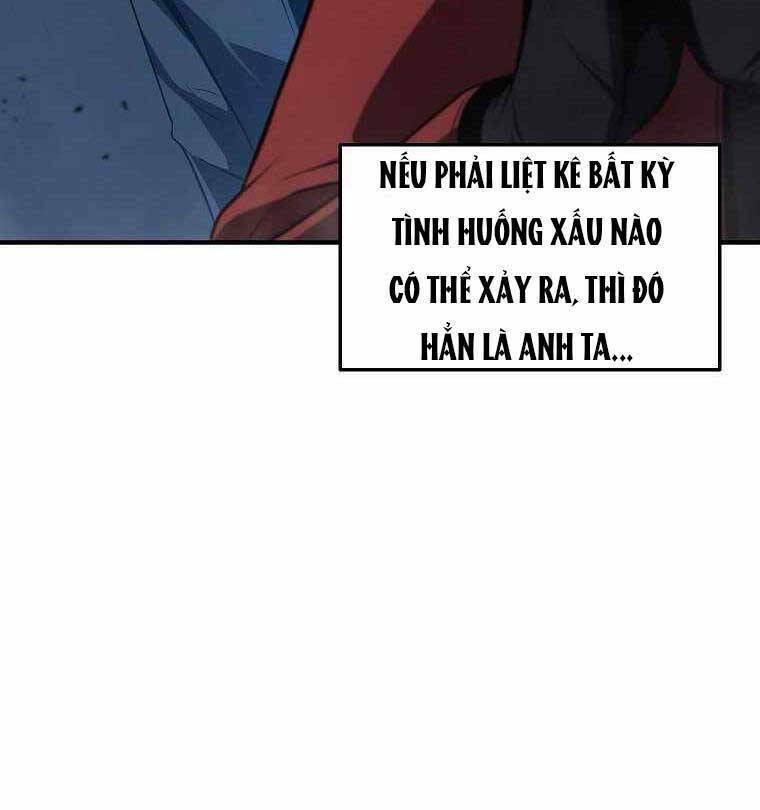 NẾU PHẢI LIỆT KÊ BẤT KỲ
TÌNH HUỐNG XẤU NÀO
CÓ THỂ XẢY RA, THÌ ĐÓ
HẲN LÀ ANH TA...